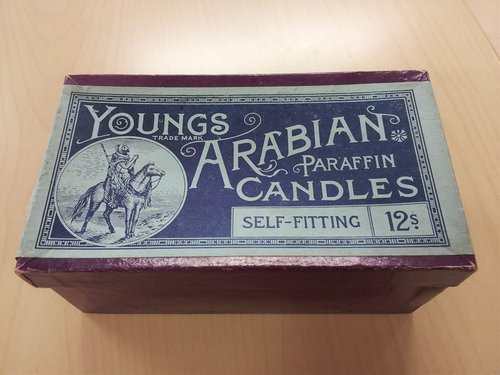 YOUNGS
TRADE MARK
ARABIAN
PARAFFIN
CANDLES
SELF-FITTING 12s.